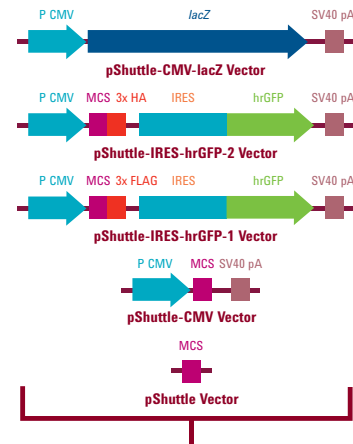 P CMV lacZ SV40 pA
pShuttle-CMV-lacZ Vector
P CMV MCS 3x HA IRES hrGFP SV40 pA
pShuttle-IRES-hrGFP-2 Vector
P CMV MCS 3x FLAG IRES hrGFP SV40 pA
pShuttle-IRES-hrGFP-1 Vector
P CMV MCS SV40 pA
pShuttle-CMV Vector
MCS
pShuttle Vector